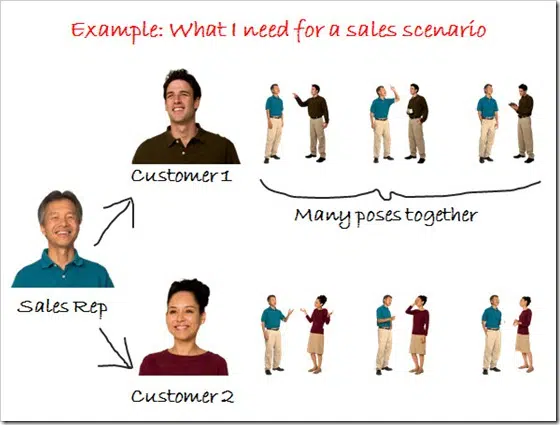 Example: What I need for a sales scenario
Customer 1
Many poses together
Sales Rep
Customer 2